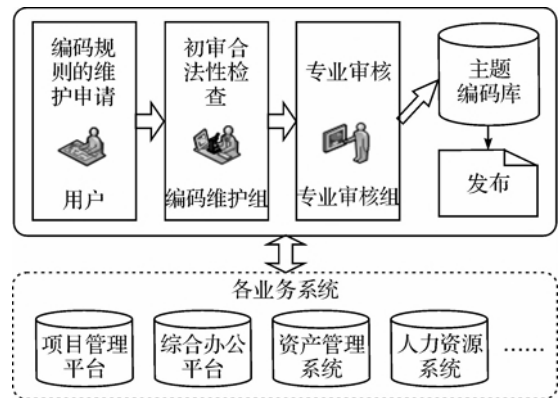 编码规
则的维
护申请
用户
初审合
法性检
查
编码维护组
专业审核
专业审核组
主题
编码库
发布
各业务系统
项目管理
平台
综合办公
平台
资产管理
系统
人力资源
系统
……